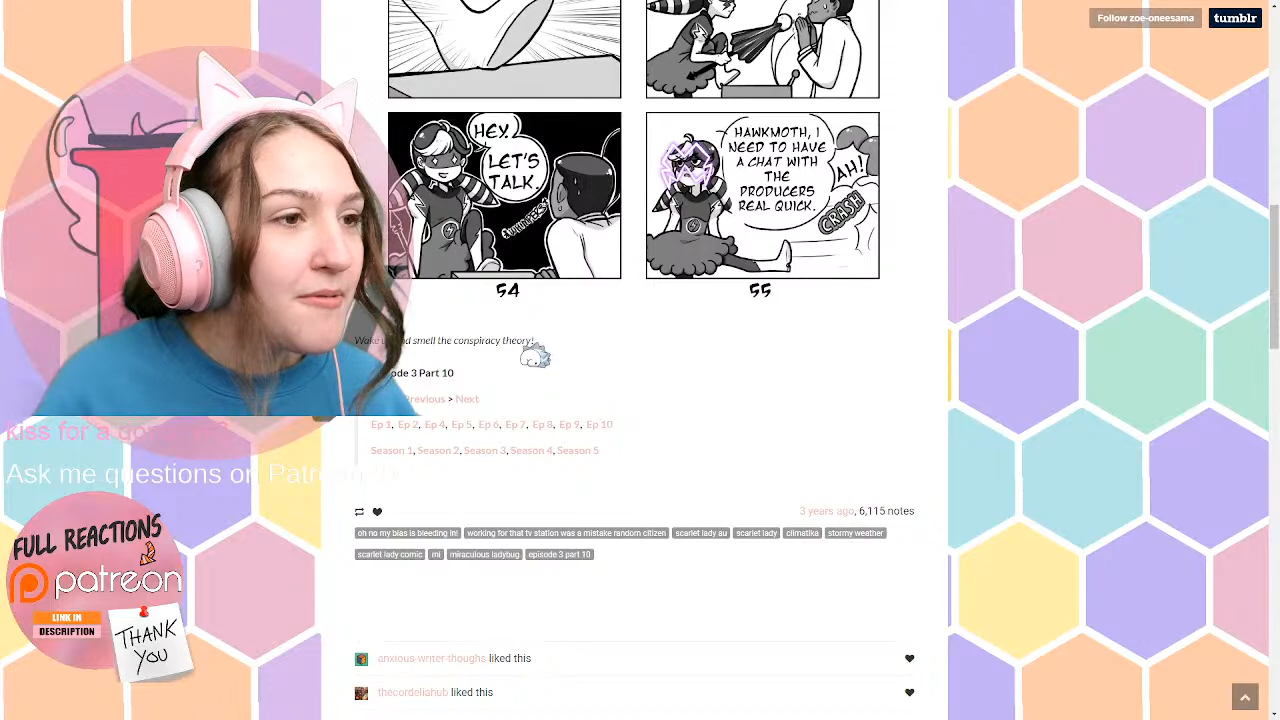 Follow zoe-oneesama
tumblr
HEY.
LET'S
TALK.
HAWKMOTH, I
NEED TO HAVE
A CHAT WITH
THE
PRODUCERS
REAL QUICK.
AH!
CRASH
54
55
smell the conspiracy theory!
ode 3 Part 10
Previous > Next
Ep 1, Ep 2, Ep 4, Ep 5, Ep 6, Ep 7, Ep 8, Ep 9, Ep 10
Season 1, Season 2, Season 3, Season 4, Season 5
kiss for a
Ask me questions on Patreon
3 years ago, 6,115 notes
oh no my bias is bleeding in! working for that tv station was a mistake random citizen scarlet lady au scarlet lady climatika stormy weather
scarlet lady comic ml miraculous ladybug episode 3 part 10
FULL REACTIONS
patreon
LINK IN
DESCRIPTION
THANK
YOU
anxious-writer-thoughs liked this
thecordeliahub liked this